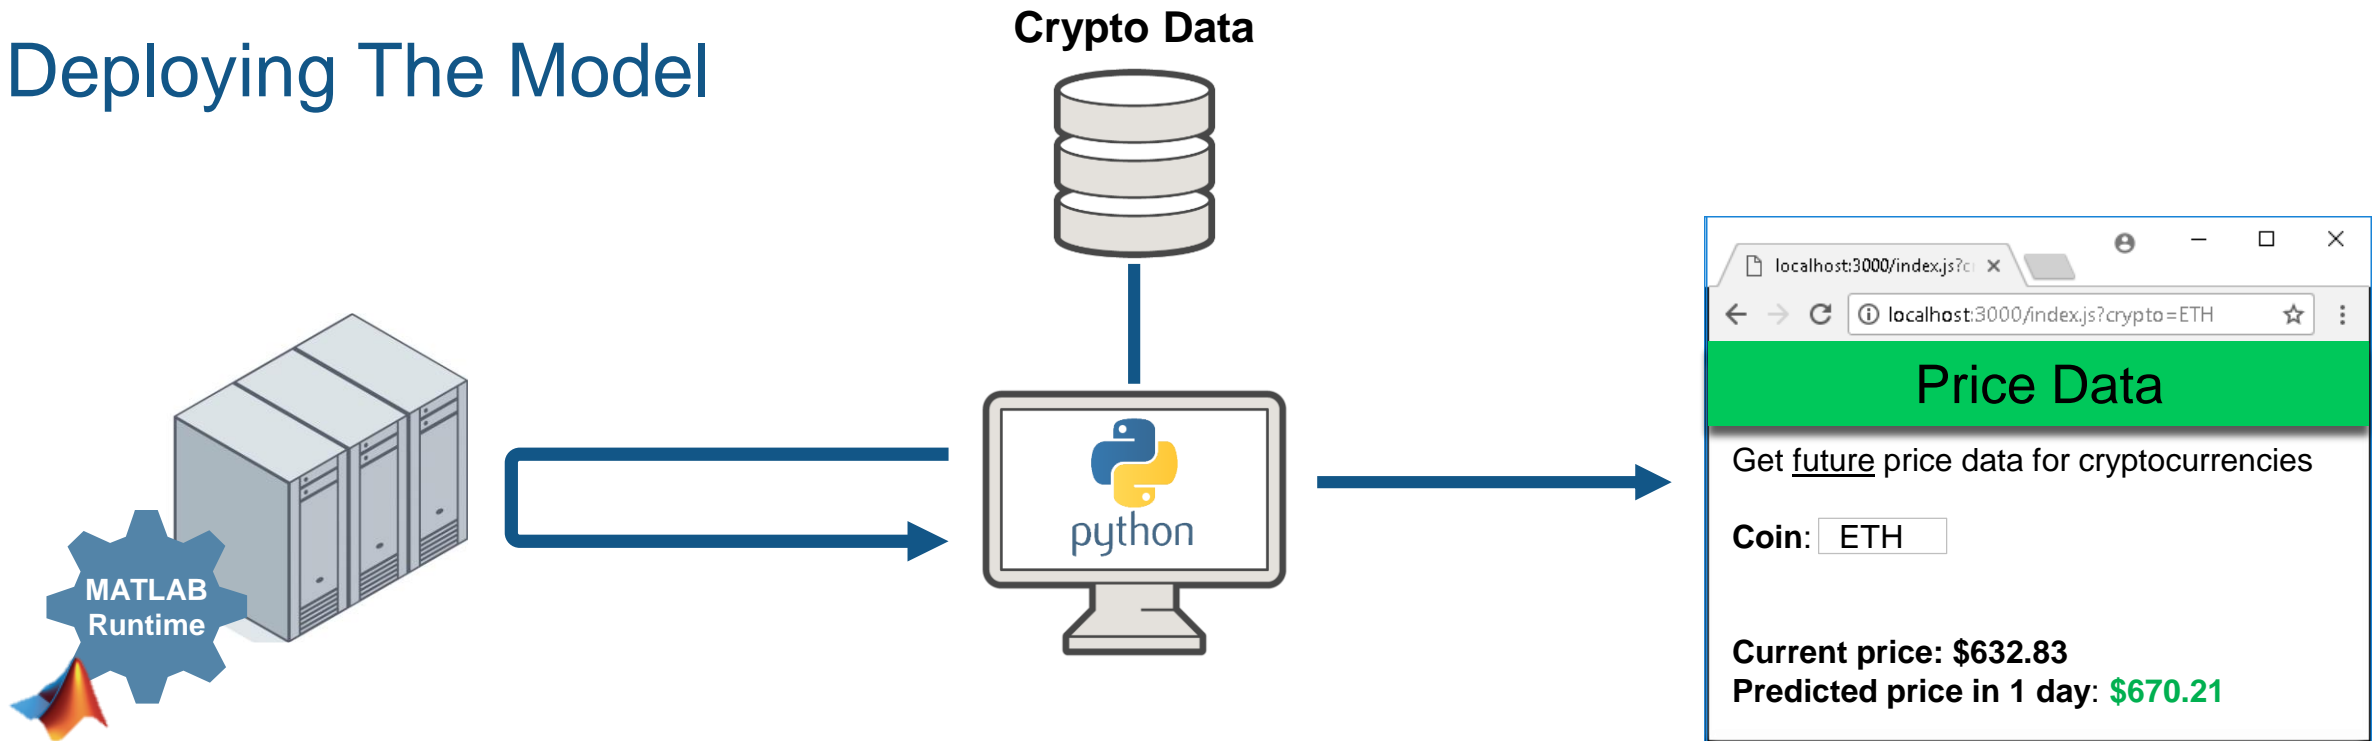 Deploying The Model
Crypto Data
MATLAB
Runtime
python
localhost:3000/index.js?c
localhost:3000/index.js?crypto=ETH
Price Data
Get future price data for cryptocurrencies
Coin: ETH
Current price: $632.83
Predicted price in 1 day: $670.21